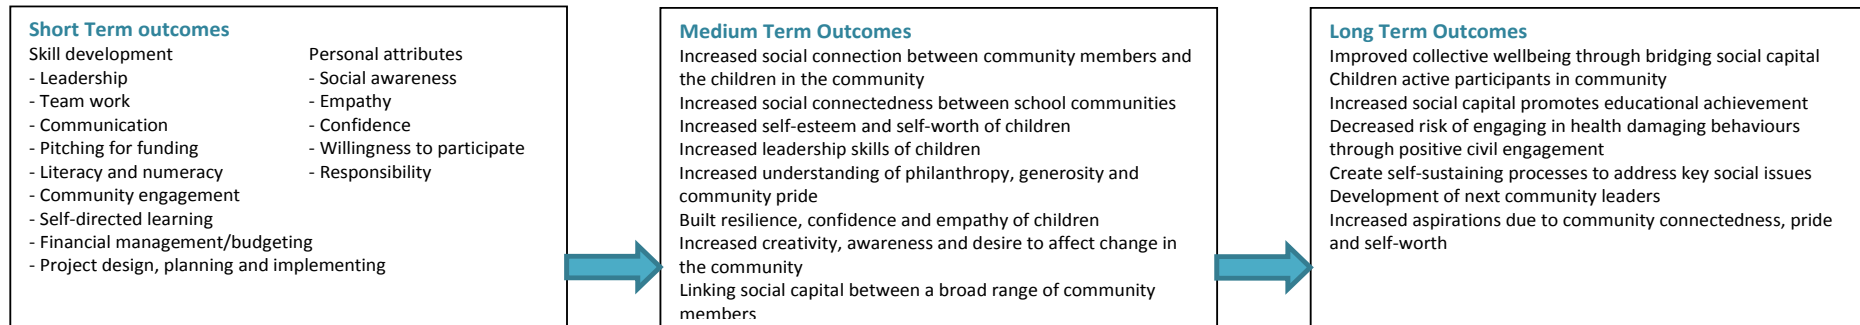 Short Term outcomes
Skill development
- Leadership
- Team work
- Communication
- Pitching for funding
- Literacy and numeracy
- Community engagement
- Self-directed learning
- Financial management/budgeting
- Project design, planning and implementing
Personal attributes
- Social awareness
- Empathy
- Confidence
- Willingness to participate
- Responsibility
Medium Term Outcomes
Increased social connection between community members and
the children in the community
Increased social connectedness between school communities
Increased self-esteem and self-worth of children
Increased leadership skills of children
Increased understanding of philanthropy, generosity and
community pride
Built resilience, confidence and empathy of children
Increased creativity, awareness and desire to affect change in
the community
Linking social capital between a broad range of community
members
Long Term Outcomes
Improved collective wellbeing through bridging social capital
Children active participants in community
Increased social capital promotes educational achievement
Decreased risk of engaging in health damaging behaviours
through positive civil engagement
Create self-sustaining processes to address key social issues
Development of next community leaders
Increased aspirations due to community connectedness, pride
and self-worth